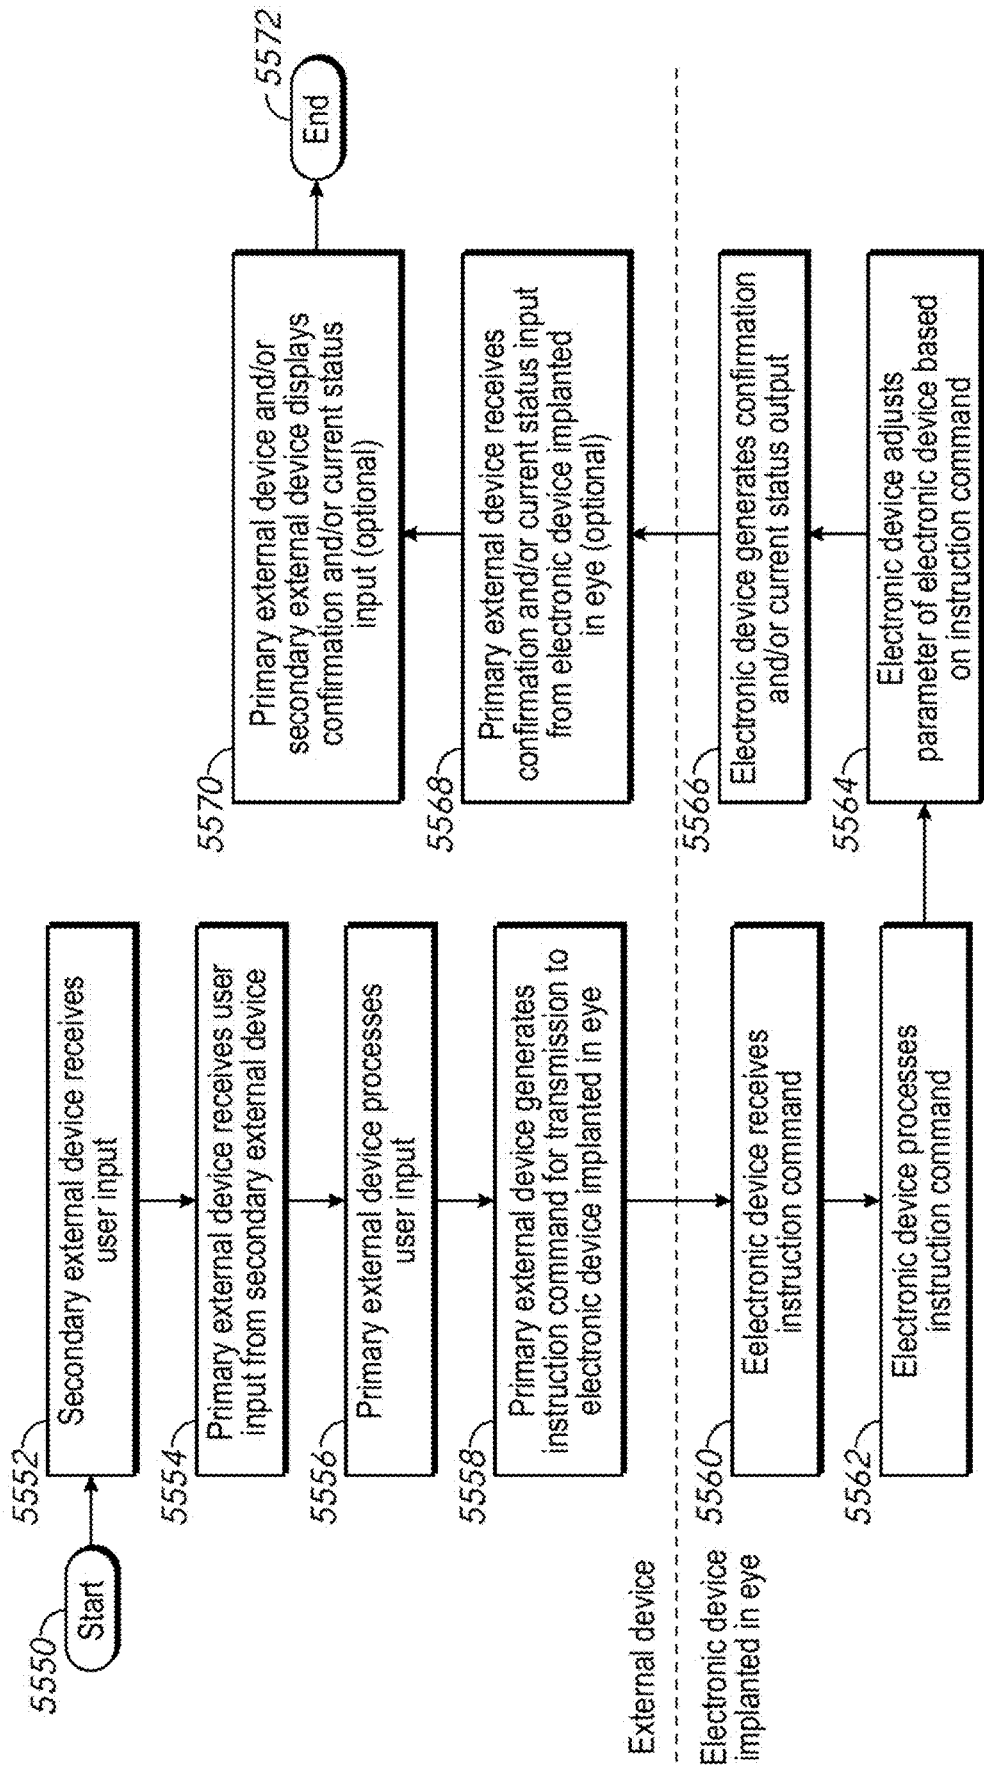 5550
Start
5552
Secondary external device receives
user input
5554
Primary external device receives user
input from secondary external device
5556
Primary external device processes
user input
5558
Primary external device generates
instruction command for transmission to
electronic device implanted in eye
External device
Electronic device
implanted in eye
5560
Eelectronic device receives
instruction command
5562
Electronic device processes
instruction command
5564
Electronic device adjusts
parameter of electronic device based
on instruction command
5566
Electronic device generates confirmation
and/or current status output
5568
Primary external device receives
confirmation and/or current status input
from electronic device implanted
in eye (optional)
5570
Primary external device and/or
secondary external device displays
confirmation and/or current status
input (optional)
5572
End